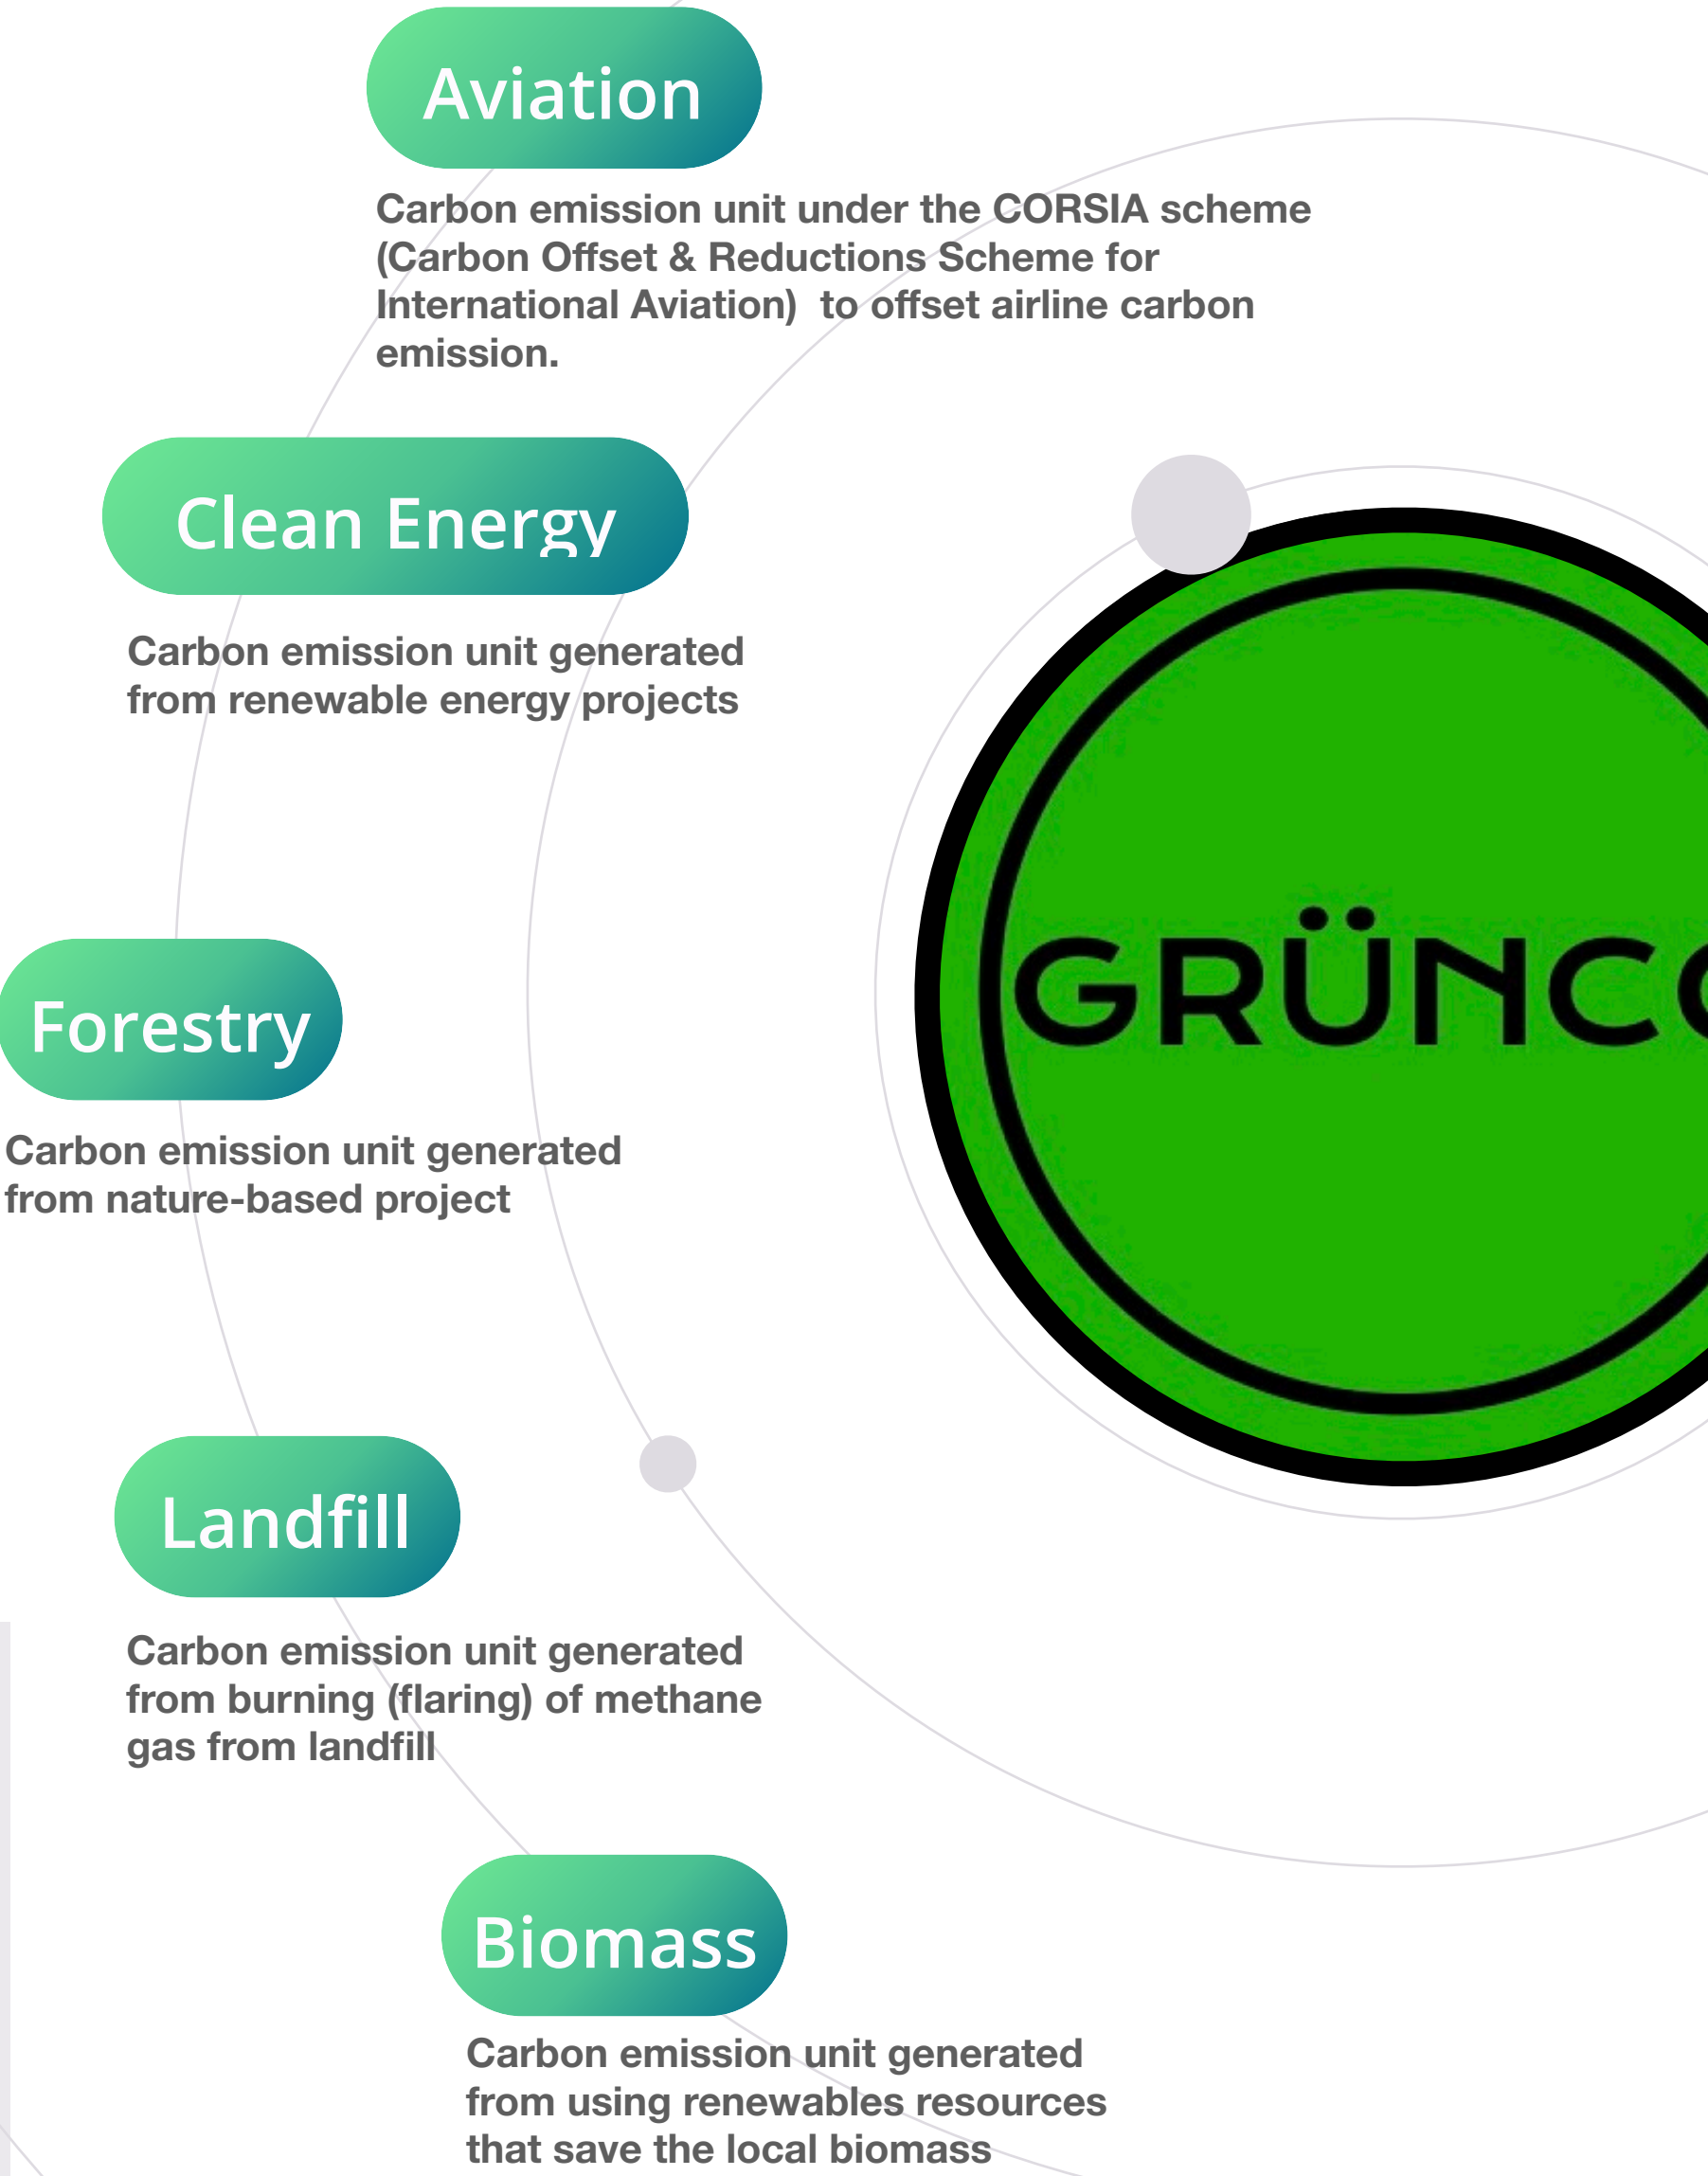 Aviation
Carbon emission unit under the CORSIA scheme
(Carbon Offset & Reductions Scheme for
International Aviation)  to offset airline carbon
emission.
Clean Energy
Carbon emission unit generated
from renewable energy projects
GRÜNC
Forestry
Carbon emission unit generated
from nature-based project
Landfill
Carbon emission unit generated
from burning (flaring) of methane
gas from landfill
Biomass
Carbon emission unit generated
from using renewables resources
that save the local biomass